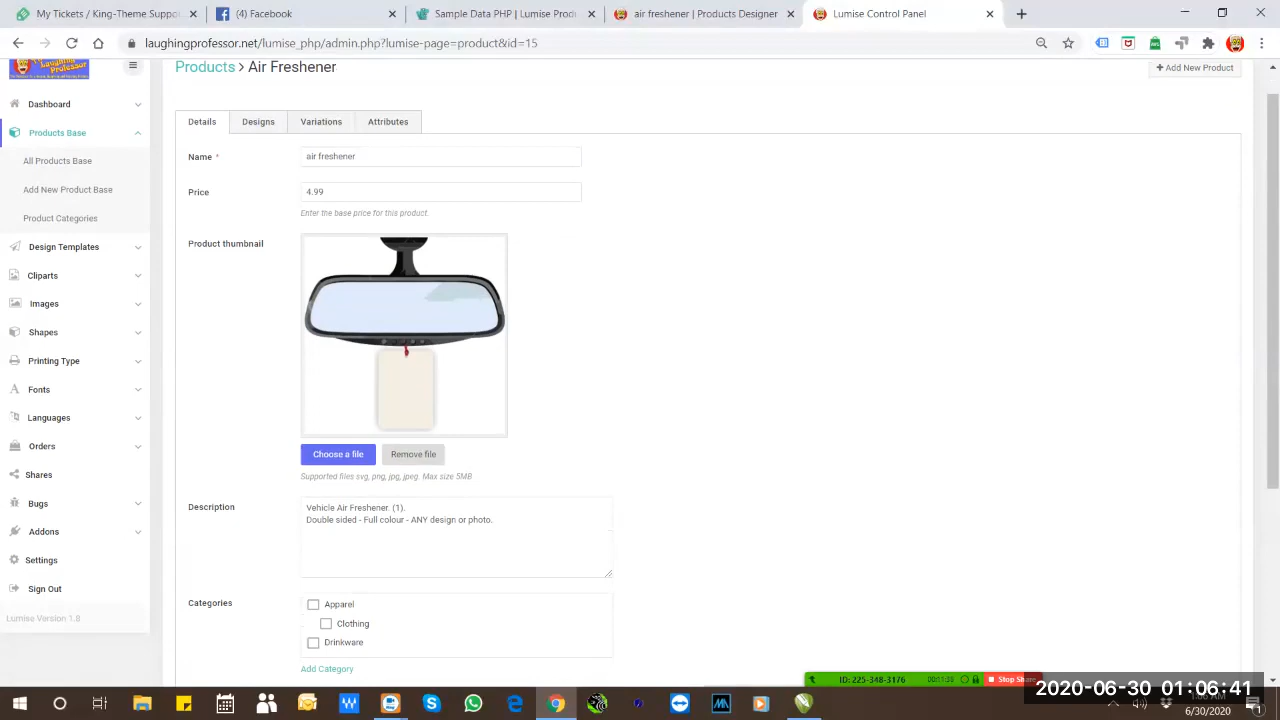 My Tickets - King-Theme Suppo
Facebook
Sample Data PHP | Lumise Produ
air freshener | Products Designer
Lumise Control Panel
laughingprofessor.net/lumise_php/admin.php?lumise-page=product&id=15
Products > Air Freshener
+ Add New Product
Dashboard
Products Base
All Products Base
Add New Product Base
Product Categories
Design Templates
Cliparts
Images
Shapes
Printing Type
Fonts
Languages
Orders
Shares
Bugs
Addons
Settings
Sign Out
Lumise Version 1.8
Details
Designs
Variations
Attributes
Name *
air freshener
Price
4.99
Enter the base price for this product.
Product thumbnail
Choose a file
Remove file
Supported files svg, png, jpg, jpeg. Max size 5MB
Description
Vehicle Air Freshener. (1).
Double sided - Full colour - ANY design or photo.
Categories
Apparel
Clothing
Drinkware
Add Category
ID: 225-348-3176
Stop Share
2020-06-30 01:06:41
6/30/2020